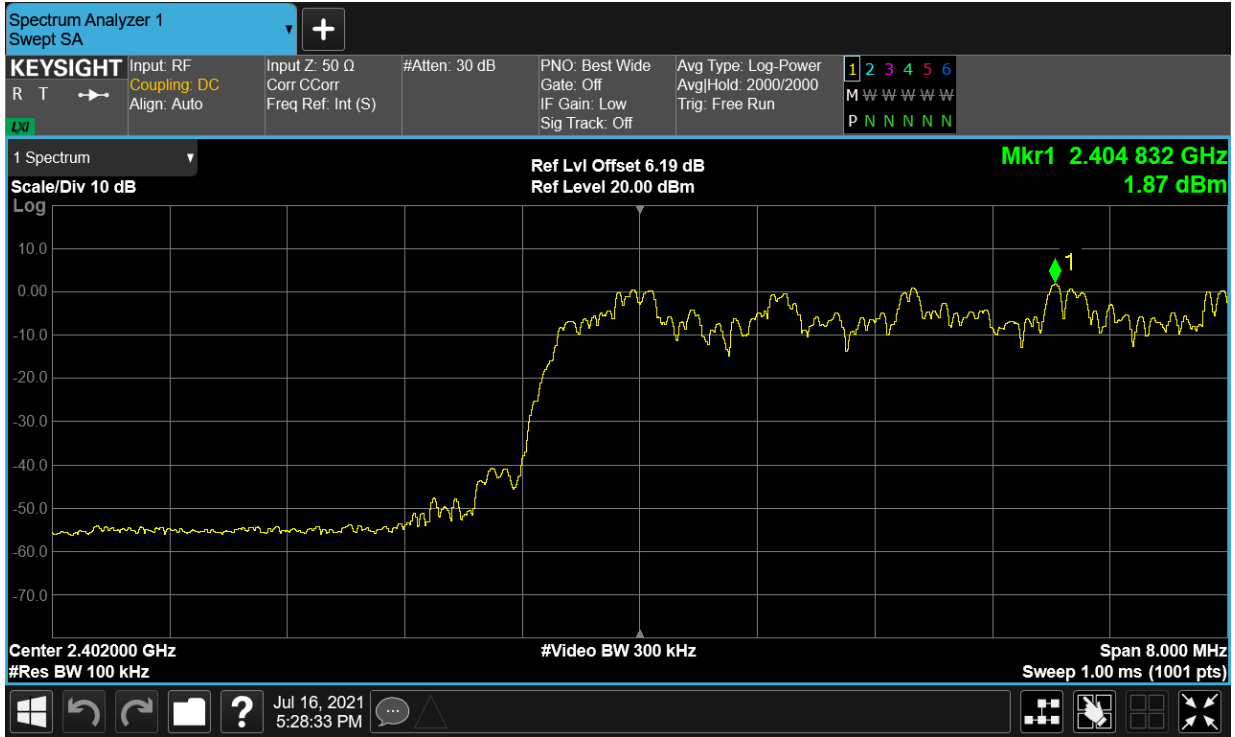 Spectrum Analyzer 1
Swept SA
KEYSIGHT
R T
LXI
Input: RF
Coupling: DC
Align: Auto
Input Z: 50 Ω
Corr CCorr
Freq Ref: Int (S)
#Atten: 30 dB
PNO: Best Wide
Gate: Off
IF Gain: Low
Sig Track: Off
Avg Type: Log-Power
Avg|Hold: 2000/2000
Trig: Free Run
1 2 3 4 5 6
M W W W W W
P N N N N N
1 Spectrum
Scale/Div 10 dB
Log
Ref Lvl Offset 6.19 dB
Ref Level 20.00 dBm
Mkr1 2.404 832 GHz
1.87 dBm
10.0
0.00
-10.0
-20.0
-30.0
-40.0
-50.0
-60.0
-70.0
1
Center 2.402000 GHz
#Res BW 100 kHz
#Video BW 300 kHz
Span 8.000 MHz
Sweep 1.00 ms (1001 pts)
?
Jul 16, 2021
5:28:33 PM